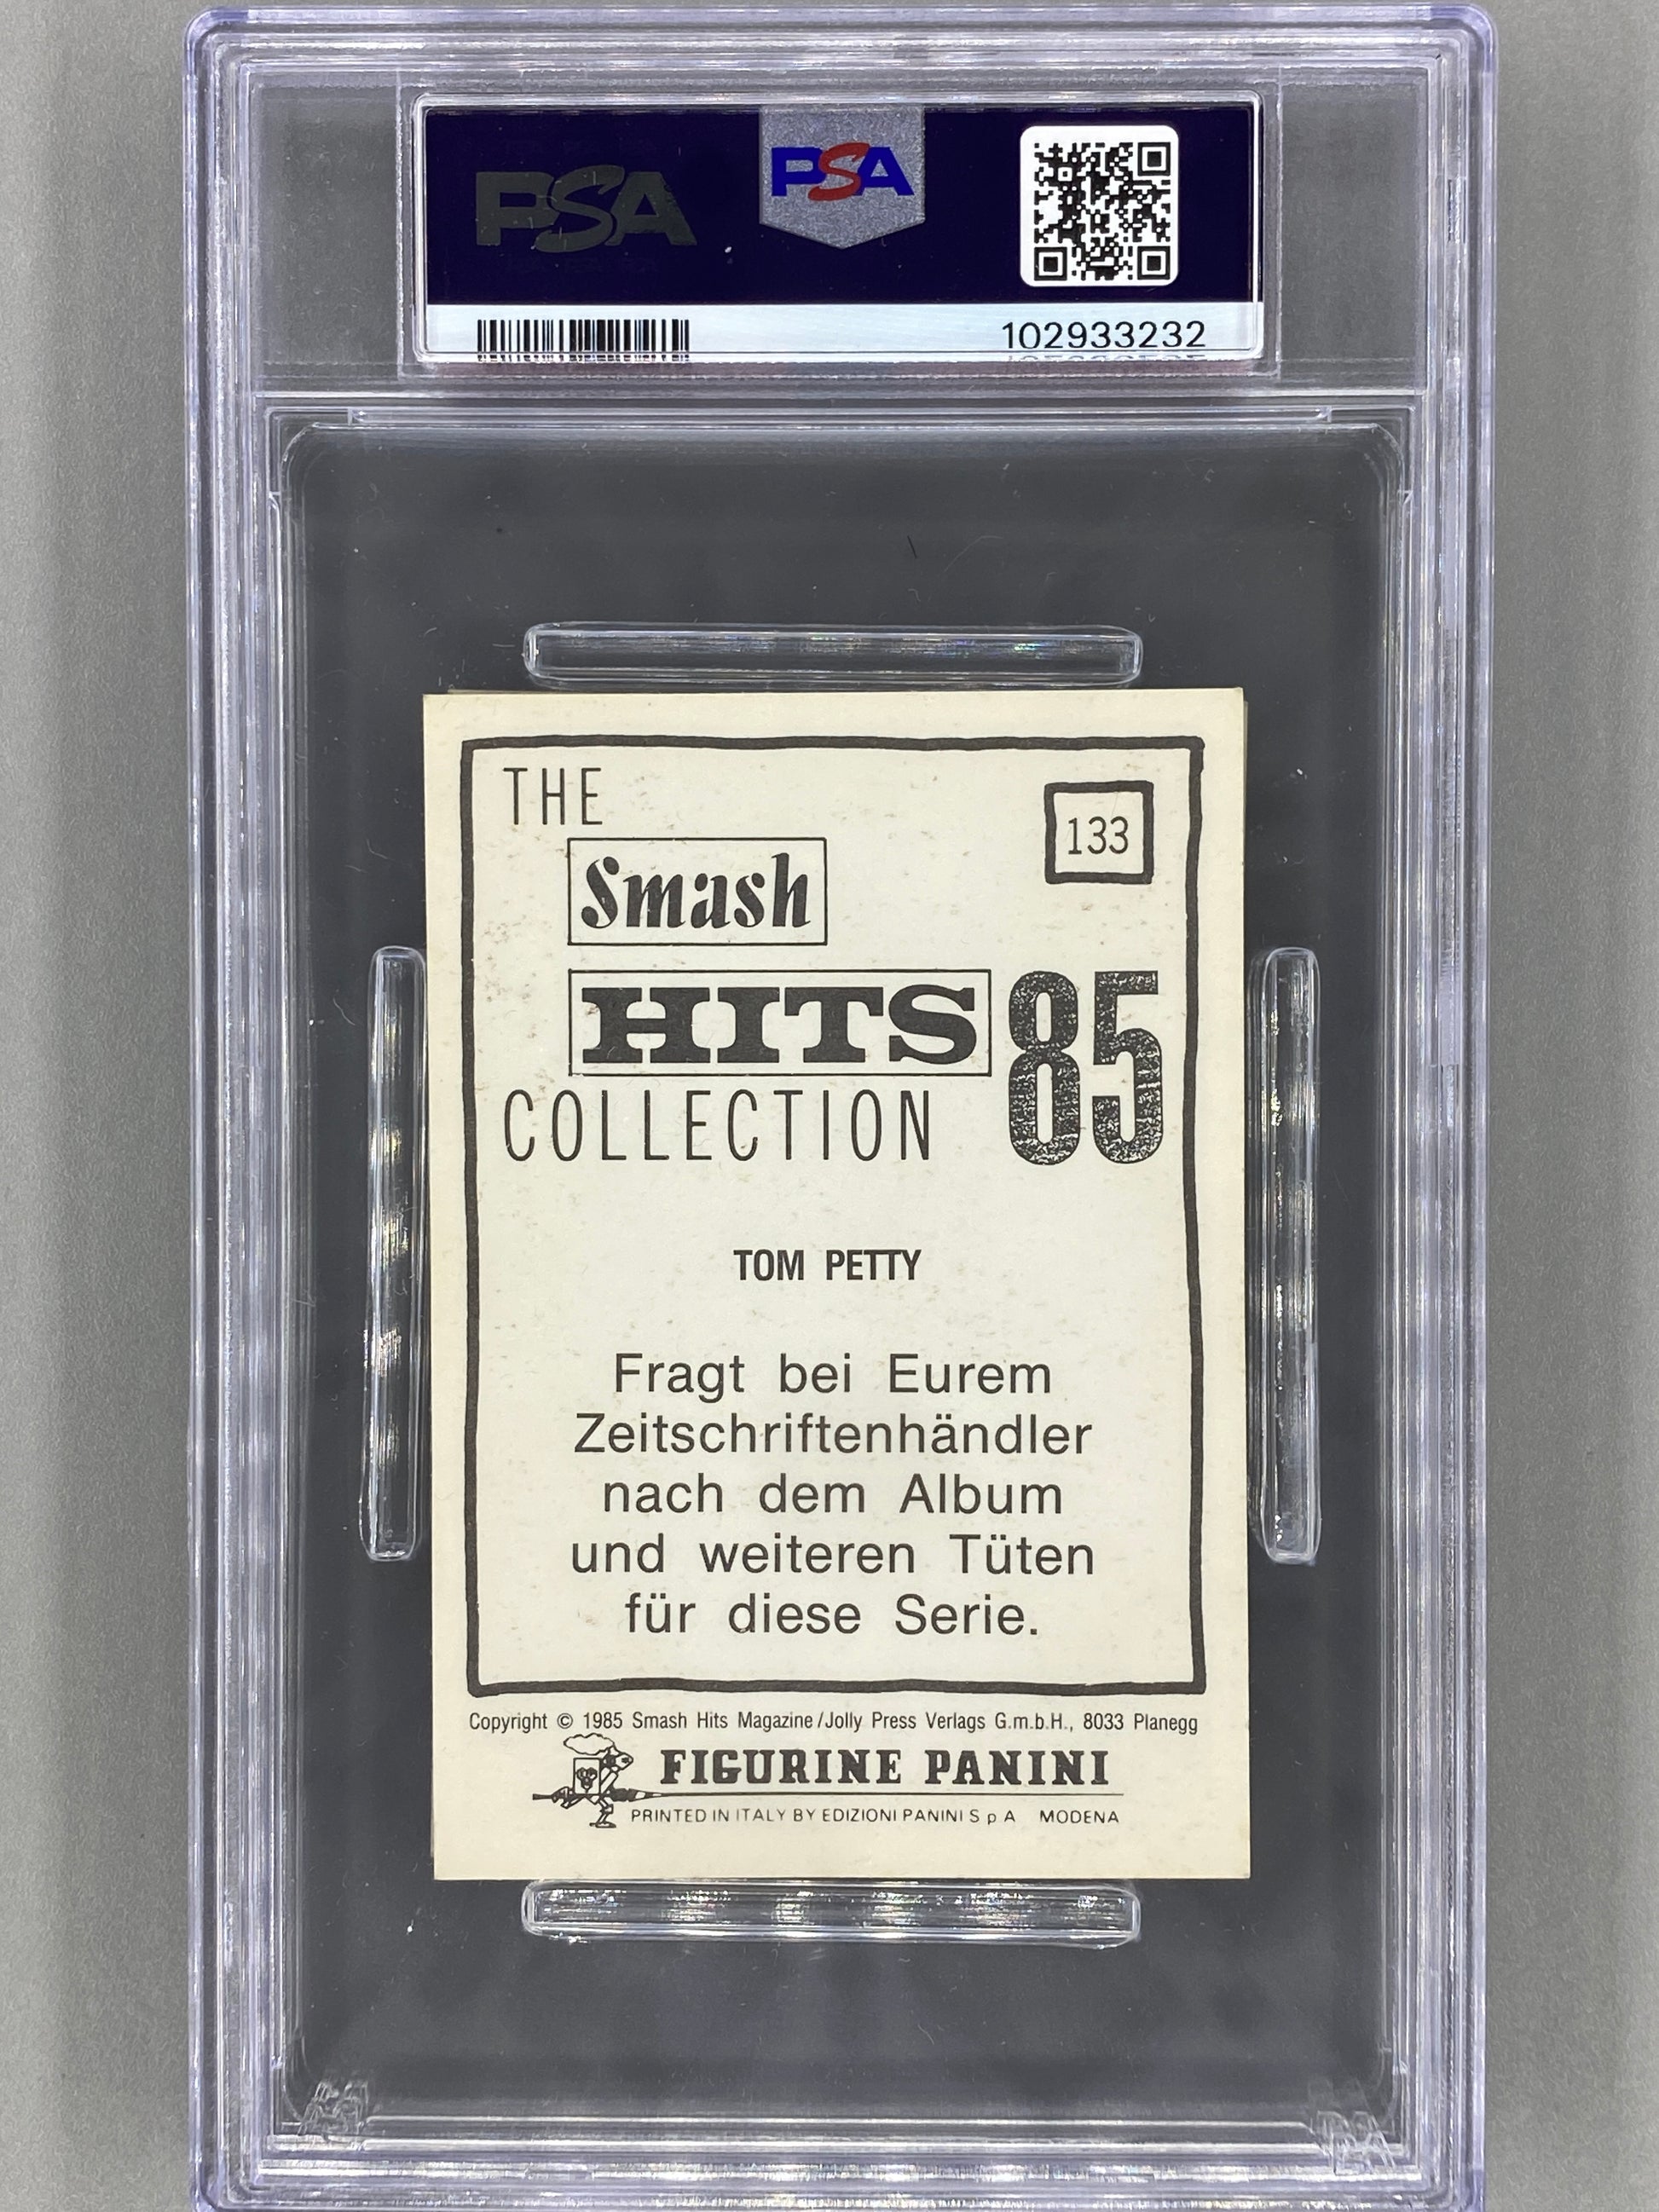 PSA
PSA
102933232
THE
Smash
133
HITS
85
COLLECTION
TOM PETTY
Fragt bei Eurem
Zeitschriftenhändler
nach dem Album
und weiteren Tüten
für diese Serie.
Copyright © 1985 Smash Hits Magazine/Jolly Press Verlags G.m.b.H., 8033 Planegg
FIGURINE PANINI
PRINTED IN ITALY BY EDIZIONI PANINI S p A MODENA